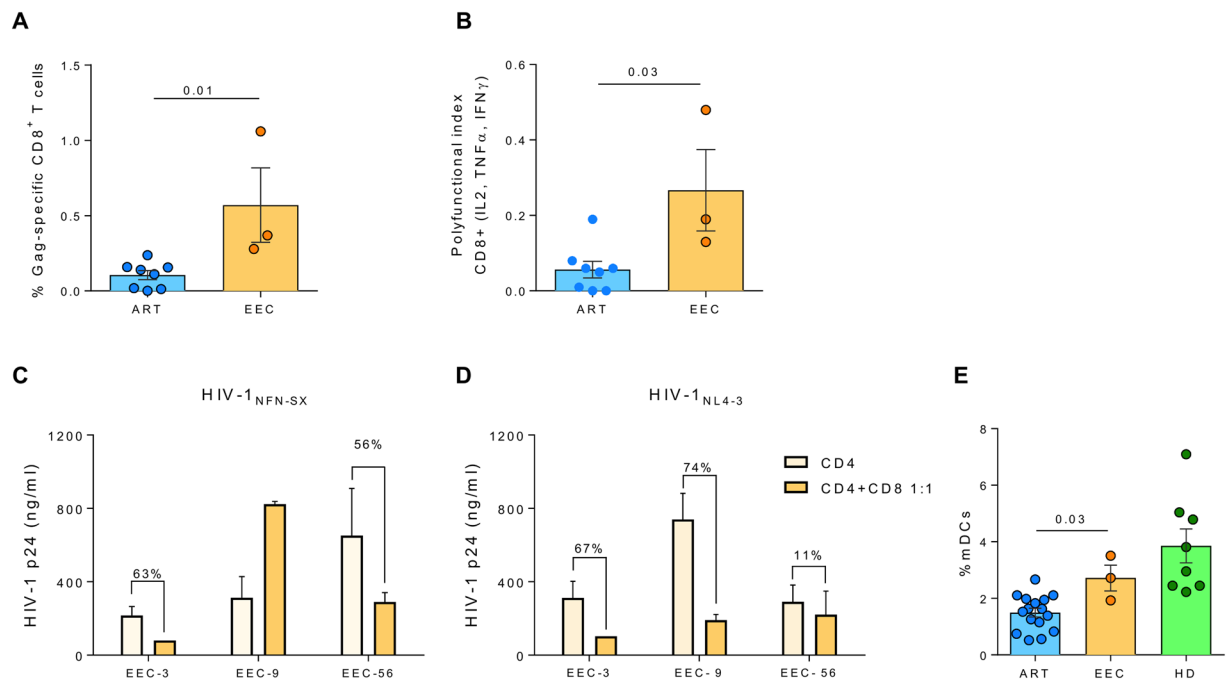 A
% Gag-specific CD8+ T cells
1.5
1.0
0.5
0.0
0.01
ART
EEC
B
Polyfunctional index
CD8+ (IL2, TNFα, IFNγ)
0.6
0.4
0.2
0.0
0.03
ART
EEC
C
HIV-1NFN-SX
HIV-1 p24 (ng/ml)
1200
800
400
0
63%
56%
EEC-3
EEC-9
EEC-56
D
HIV-1NL4-3
HIV-1 p24 (ng/ml)
1200
800
400
0
67%
74%
11%
EEC-3
EEC- 9
EEC- 56
CD4
CD4+CD8 1:1
E
%mDCs
8
6
4
2
0
0.03
ART
EEC
HD